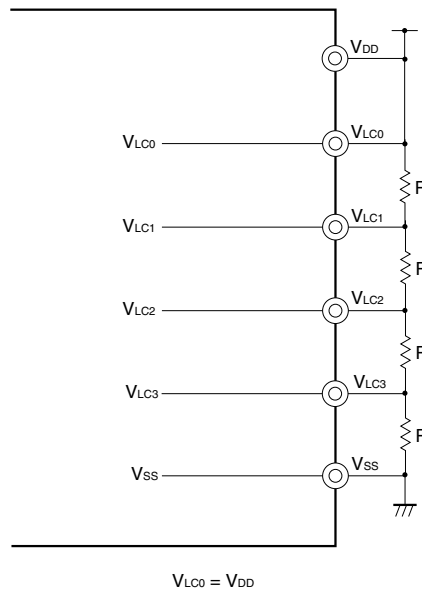 VDD
VLC0 VLC0
R
VLC1 VLC1
R
VLC2 VLC2
R
VLC3 VLC3
R
VSS VSS
VLC0 = VDD